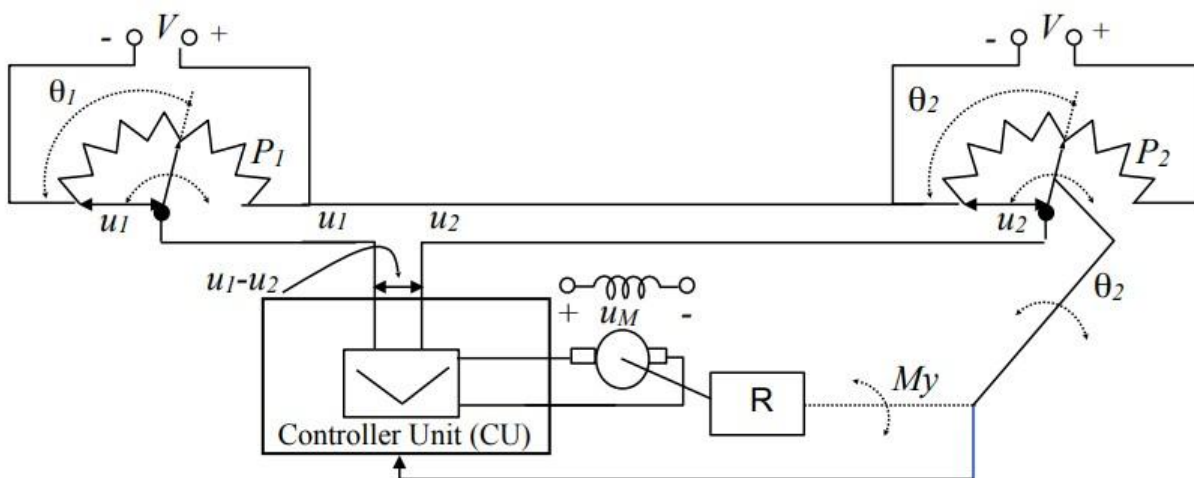 - V + - V +
θ1 θ2
P1 P2
u1 u1 u2 u2
u1-u2 θ2
+ uM -
R My
Controller Unit (CU)